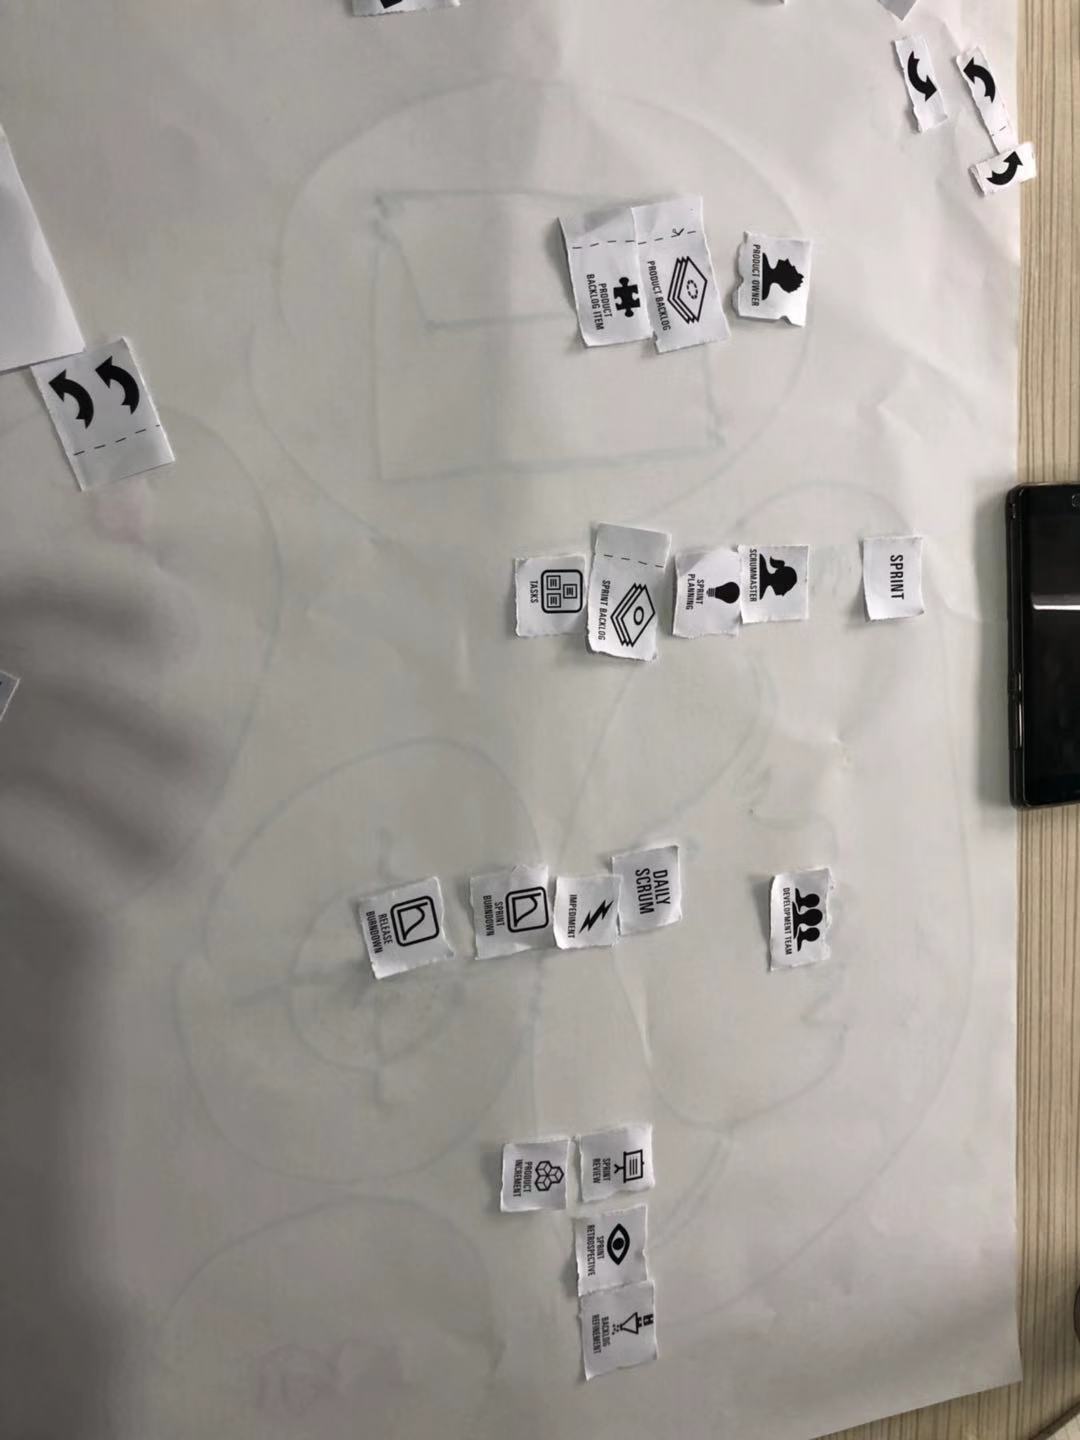 SPRINT
PRODUCT OWNER
PRODUCT BACKLOG
PRODUCT
BACKLOG ITEM
SCRUMMASTER
SPRINT
PLANNING
SPRINT BACKLOG
TASKS
DEVELOPMENT TEAM
DAILY
SCRUM
IMPEDIMENT
SPRINT
BURNDOWN
RELEASE
BURNDOWN
SPRINT
REVIEW
SPRINT
RETROSPECTIVE
BACKLOG
REFINEMENT
PRODUCT
INCREMENT